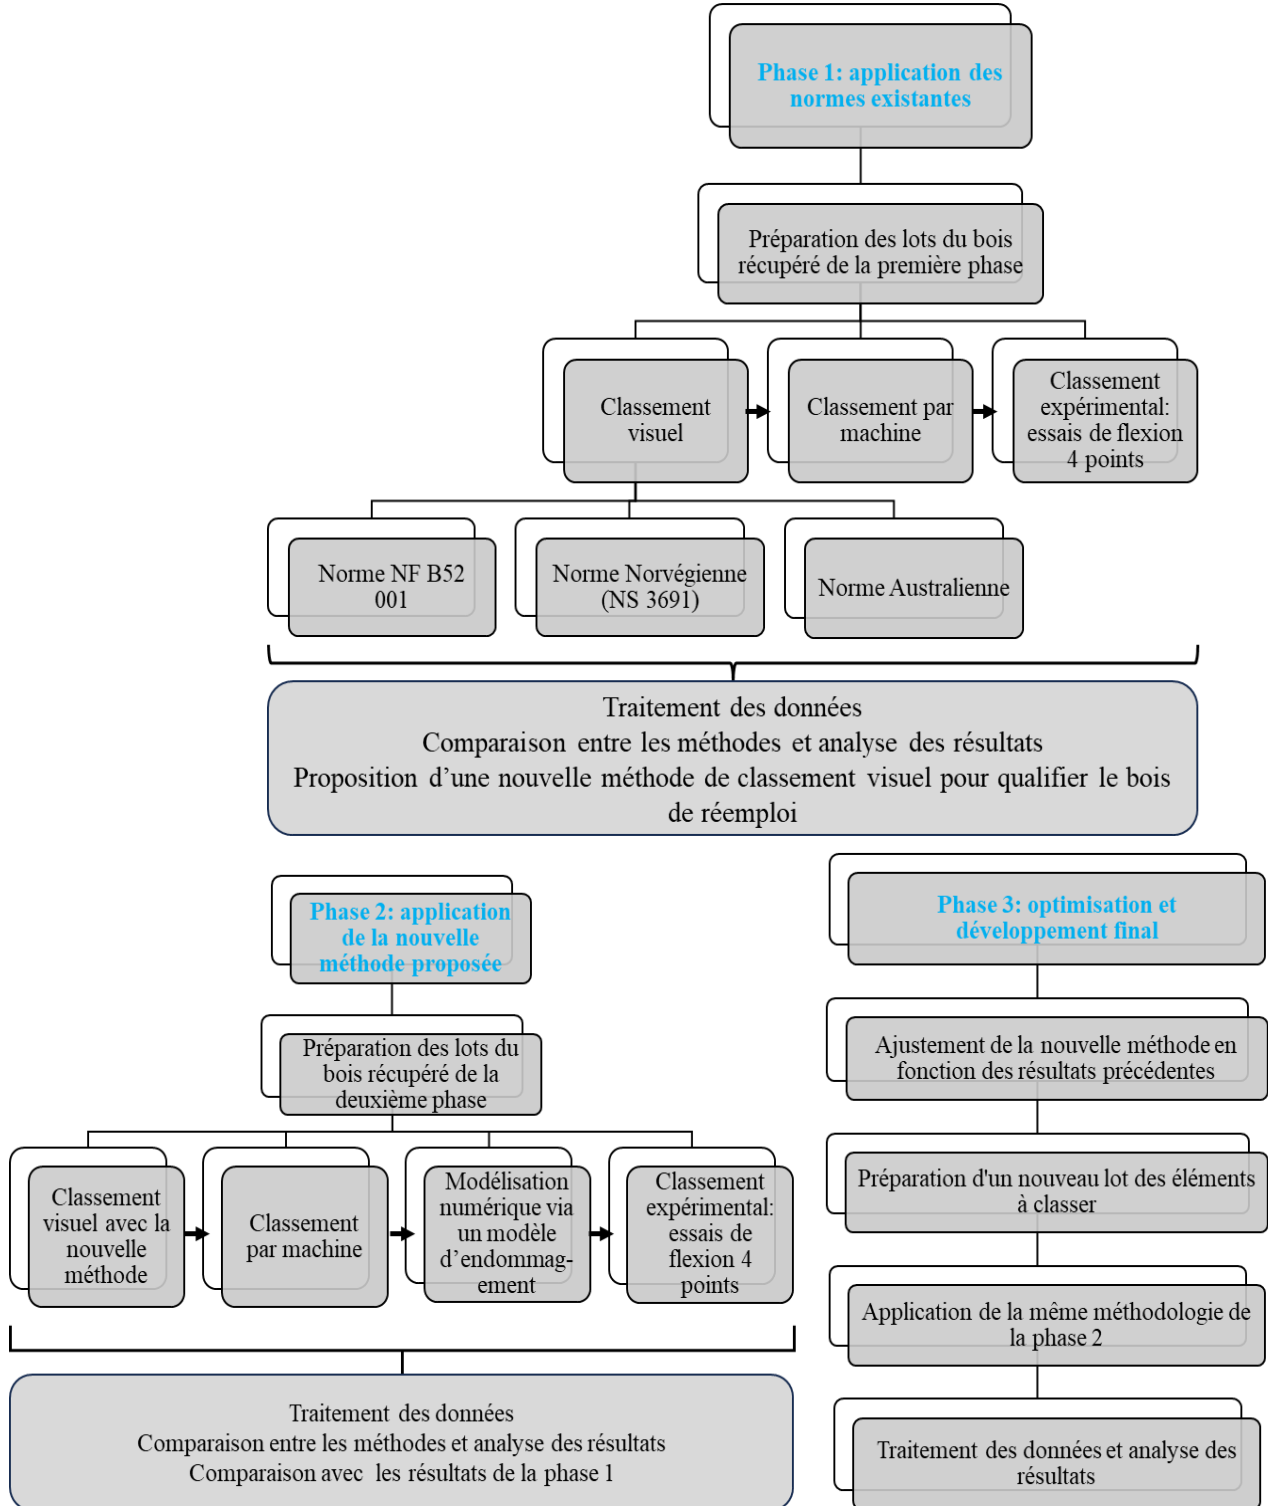 Phase 1: application des
normes existantes
Préparation des lots du bois
récupéré de la première phase
Classement
visuel
Classement par
machine
Classement
expérimental:
essais de flexion
4 points
Norme NF B52
001
Norme Norvégienne
(NS 3691)
Norme Australienne
Traitement des données
Comparaison entre les méthodes et analyse des résultats
Proposition d’une nouvelle méthode de classement visuel pour qualifier le bois
de réemploi
Phase 2: application
de la nouvelle
méthode proposée
Préparation des lots du
bois récupéré de la
deuxième phase
Classement
visuel avec la
nouvelle
méthode
Classement
par machine
Modélisation
numérique via
un modèle
d’endommag-
ement
Classement
expérimental:
essais de
flexion 4
points
Traitement des données
Comparaison entre les méthodes et analyse des résultats
Comparaison avec les résultats de la phase 1
Phase 3: optimisation et
développement final
Ajustement de la nouvelle méthode en
fonction des résultats précédentes
Préparation d'un nouveau lot des éléments
à classer
Application de la même méthodologie de
la phase 2
Traitement des données et analyse des
résultats